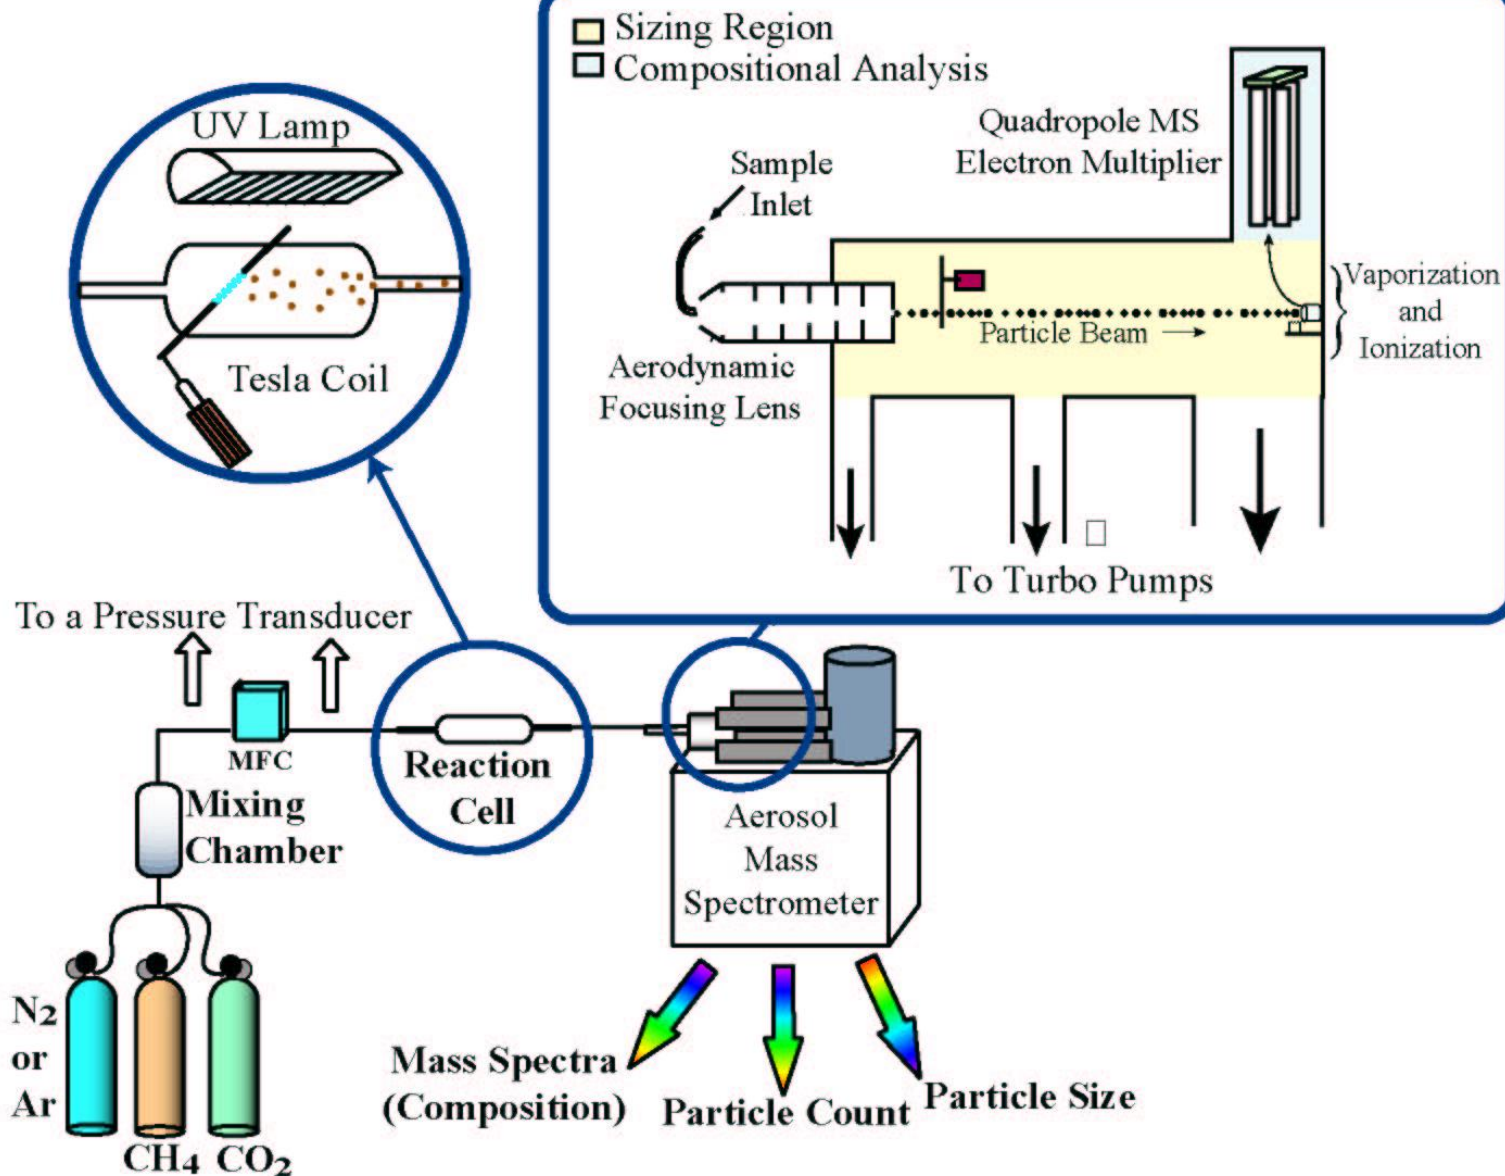 Sizing Region
Compositional Analysis
UV Lamp
Tesla Coil
Quadropole MS
Electron Multiplier
Sample
Inlet
Vaporization
and
Ionization
Particle Beam
Aerodynamic
Focusing Lens
To Turbo Pumps
To a Pressure Transducer
MFC
Reaction
Cell
Mixing
Chamber
Aerosol
Mass
Spectrometer
N2
or
Ar
CH4
CO2
Mass Spectra
(Composition)
Particle Count
Particle Size